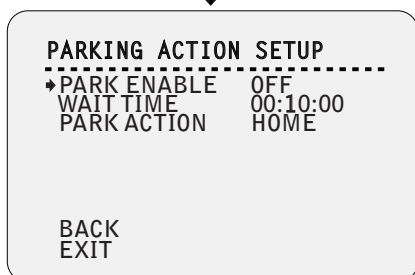 PARKING ACTION SETUP
PARK ENABLE OFF
WAIT TIME 00:10:00
PARK ACTION HOME
BACK
EXIT